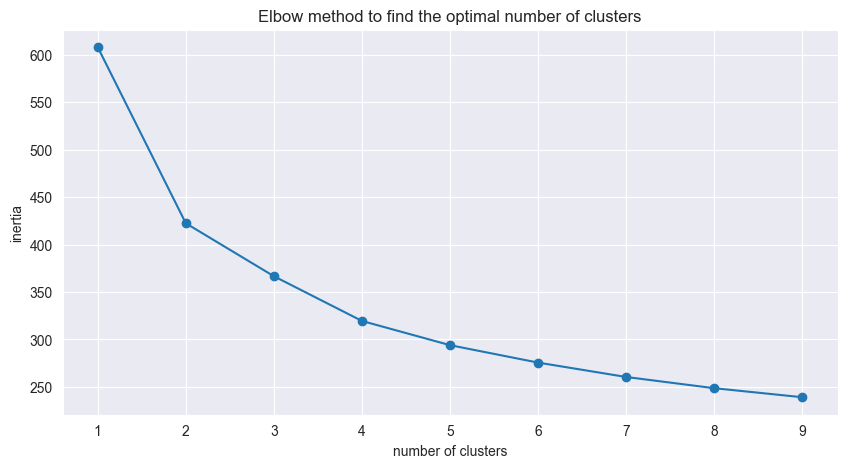 Elbow method to find the optimal number of clusters
600
550
500
450
400
350
300
250
inertia
1 2 3 4 5 6 7 8 9
number of clusters